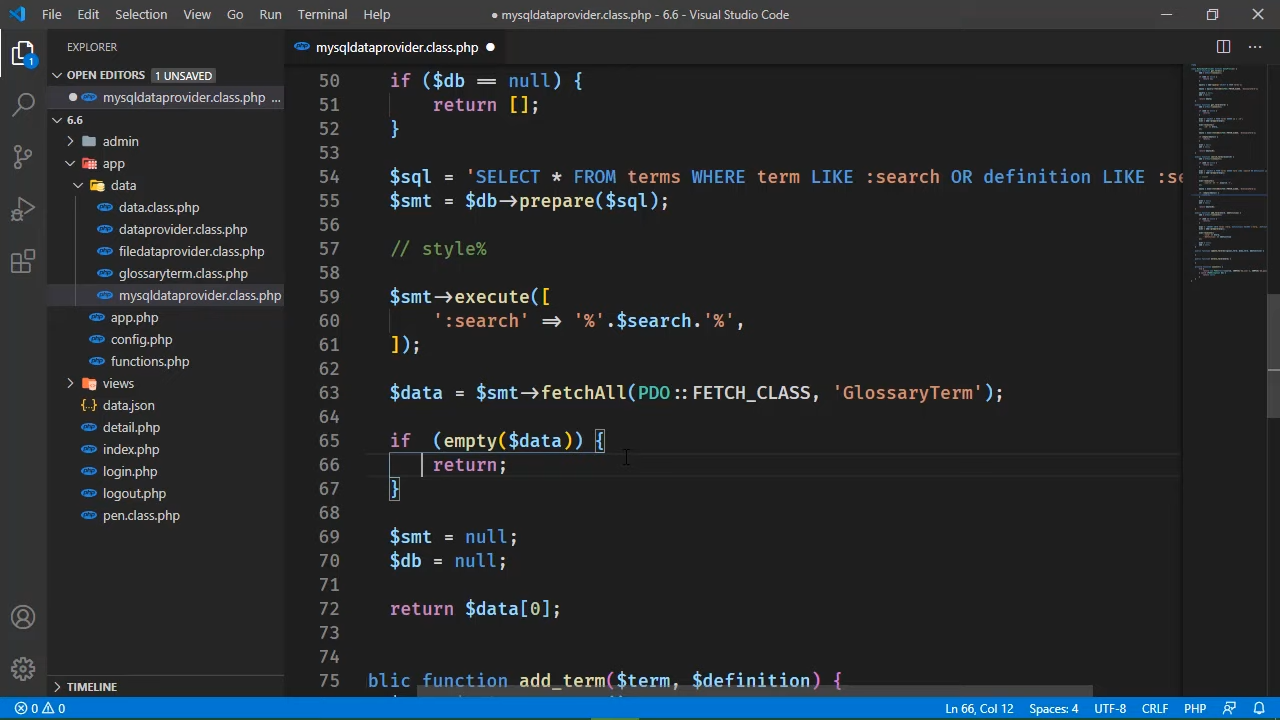 File Edit Selection View Go Run Terminal Help
● mysqldataprovider.class.php - 6.6 - Visual Studio Code
EXPLORER
mysqldataprovider.class.php ●
OPEN EDITORS 1 UNSAVED
mysqldataprovider.class.php ...
6.6
admin
app
data
data.class.php
dataprovider.class.php
filedataprovider.class.php
glossaryterm.class.php
mysqldataprovider.class.php
app.php
config.php
functions.php
views
data.json
detail.php
index.php
login.php
logout.php
pen.class.php
TIMELINE
50 if ($db == null) {
51 return [];
52 }
53
54 $sql = 'SELECT * FROM terms WHERE term LIKE :search OR definition LIKE :se
55 $smt = $db->prepare($sql);
56
57 // style%
58
59 $smt->execute([
60 ':search' => '%'.$search.'%',
61 ]);
62
63 $data = $smt->fetchAll(PDO::FETCH_CLASS, 'GlossaryTerm');
64
65 if (empty($data)) {
66 return;
67 }
68
69 $smt = null;
70 $db = null;
71
72 return $data[0];
73
74
75 blic function add_term($term, $definition) {
0 0 Ln 66, Col 12 Spaces: 4 UTF-8 CRLF PHP